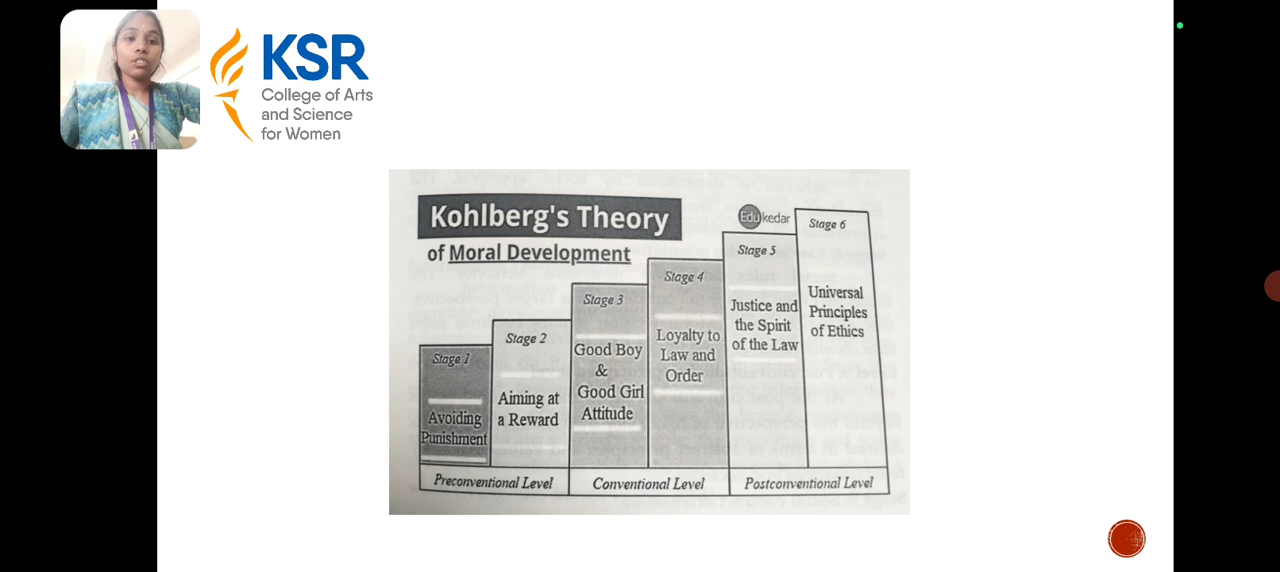 KSR
College of Arts
and Science
for Women
Kohlberg's Theory
of Moral Development
Edukedar
Stage 1
Avoiding
Punishment
Stage 2
Aiming at
a Reward
Stage 3
Good Boy
&
Good Girl
Attitude
Stage 4
Loyalty to
Law and
Order
Stage 5
Justice and
the Spirit
of the Law
Stage 6
Universal
Principles
of Ethics
Preconventional Level
Conventional Level
Postconventional Level